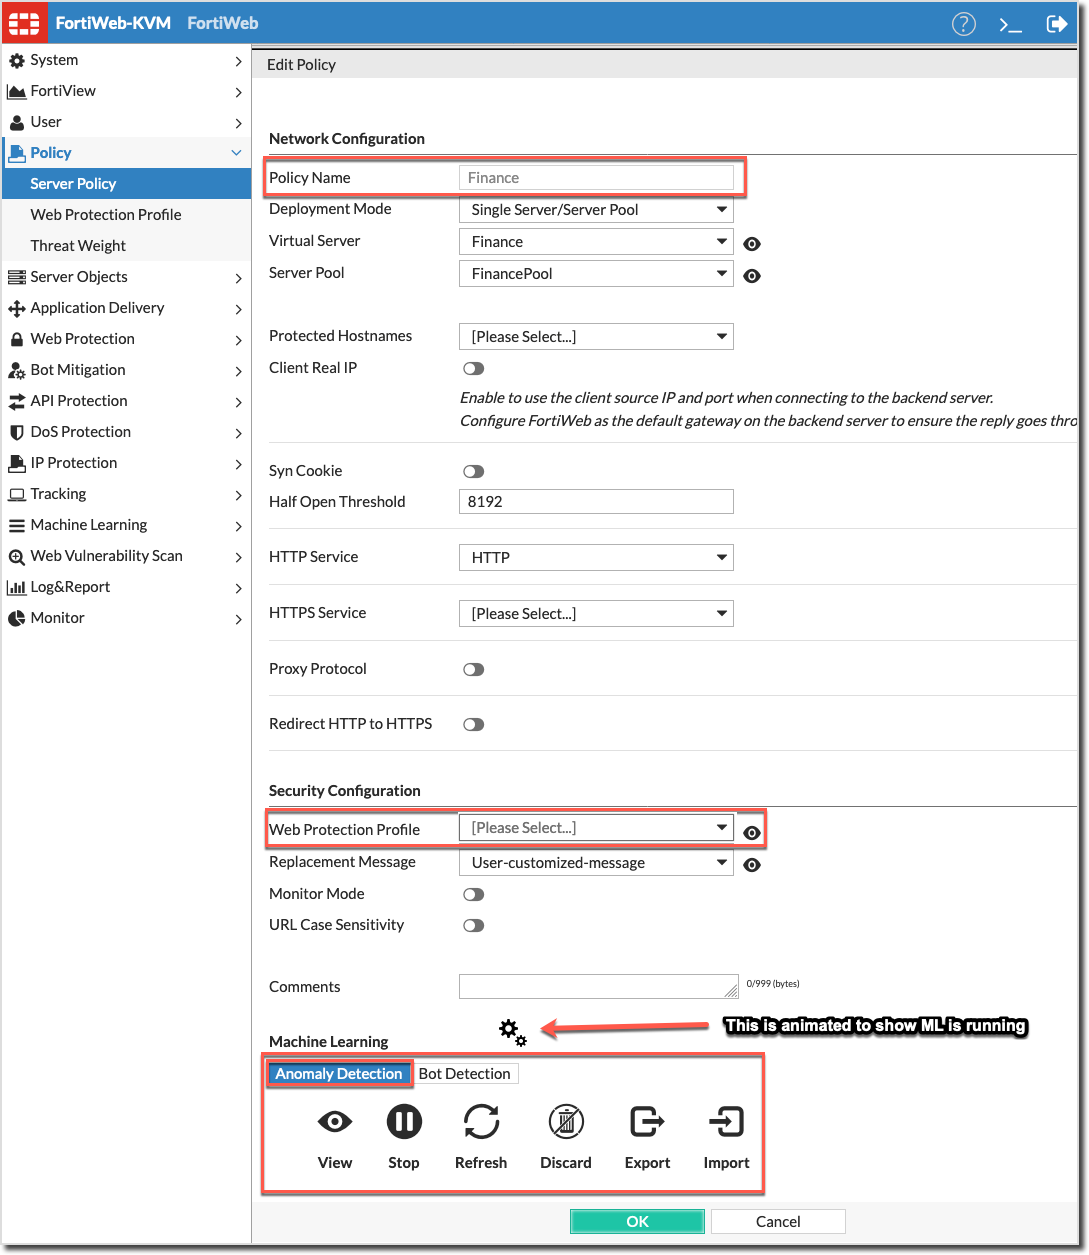 FortiWeb-KVM FortiWeb
System
FortiView
User
Policy
Server Policy
Web Protection Profile
Threat Weight
Server Objects
Application Delivery
Web Protection
Bot Mitigation
API Protection
DoS Protection
IP Protection
Tracking
Machine Learning
Web Vulnerability Scan
Log&Report
Monitor
Edit Policy
Network Configuration
Policy Name Finance
Deployment Mode Single Server/Server Pool
Virtual Server Finance
Server Pool FinancePool
Protected Hostnames [Please Select...]
Client Real IP
Enable to use the client source IP and port when connecting to the backend server.
Configure FortiWeb as the default gateway on the backend server to ensure the reply goes thro
Syn Cookie
Half Open Threshold 8192
HTTP Service HTTP
HTTPS Service [Please Select...]
Proxy Protocol
Redirect HTTP to HTTPS
Security Configuration
Web Protection Profile [Please Select...]
Replacement Message User-customized-message
Monitor Mode
URL Case Sensitivity
Comments 0/999 (bytes)
This is animated to show ML is running
Machine Learning
Anomaly Detection Bot Detection
View Stop Refresh Discard Export Import
OK Cancel